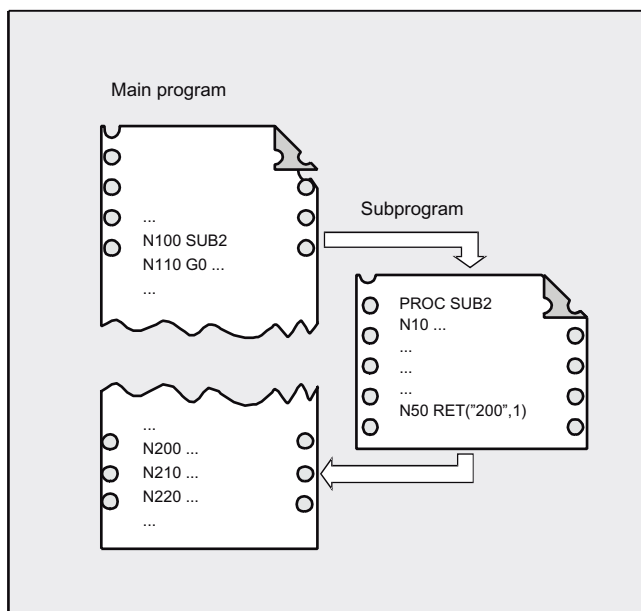 Main program
...
N100 SUB2
N110 G0 ...
...
Subprogram
PROC SUB2
N10 ...
...
...
...
N50 RET(”200”,1)
...
N200 ...
N210 ...
N220 ...
...